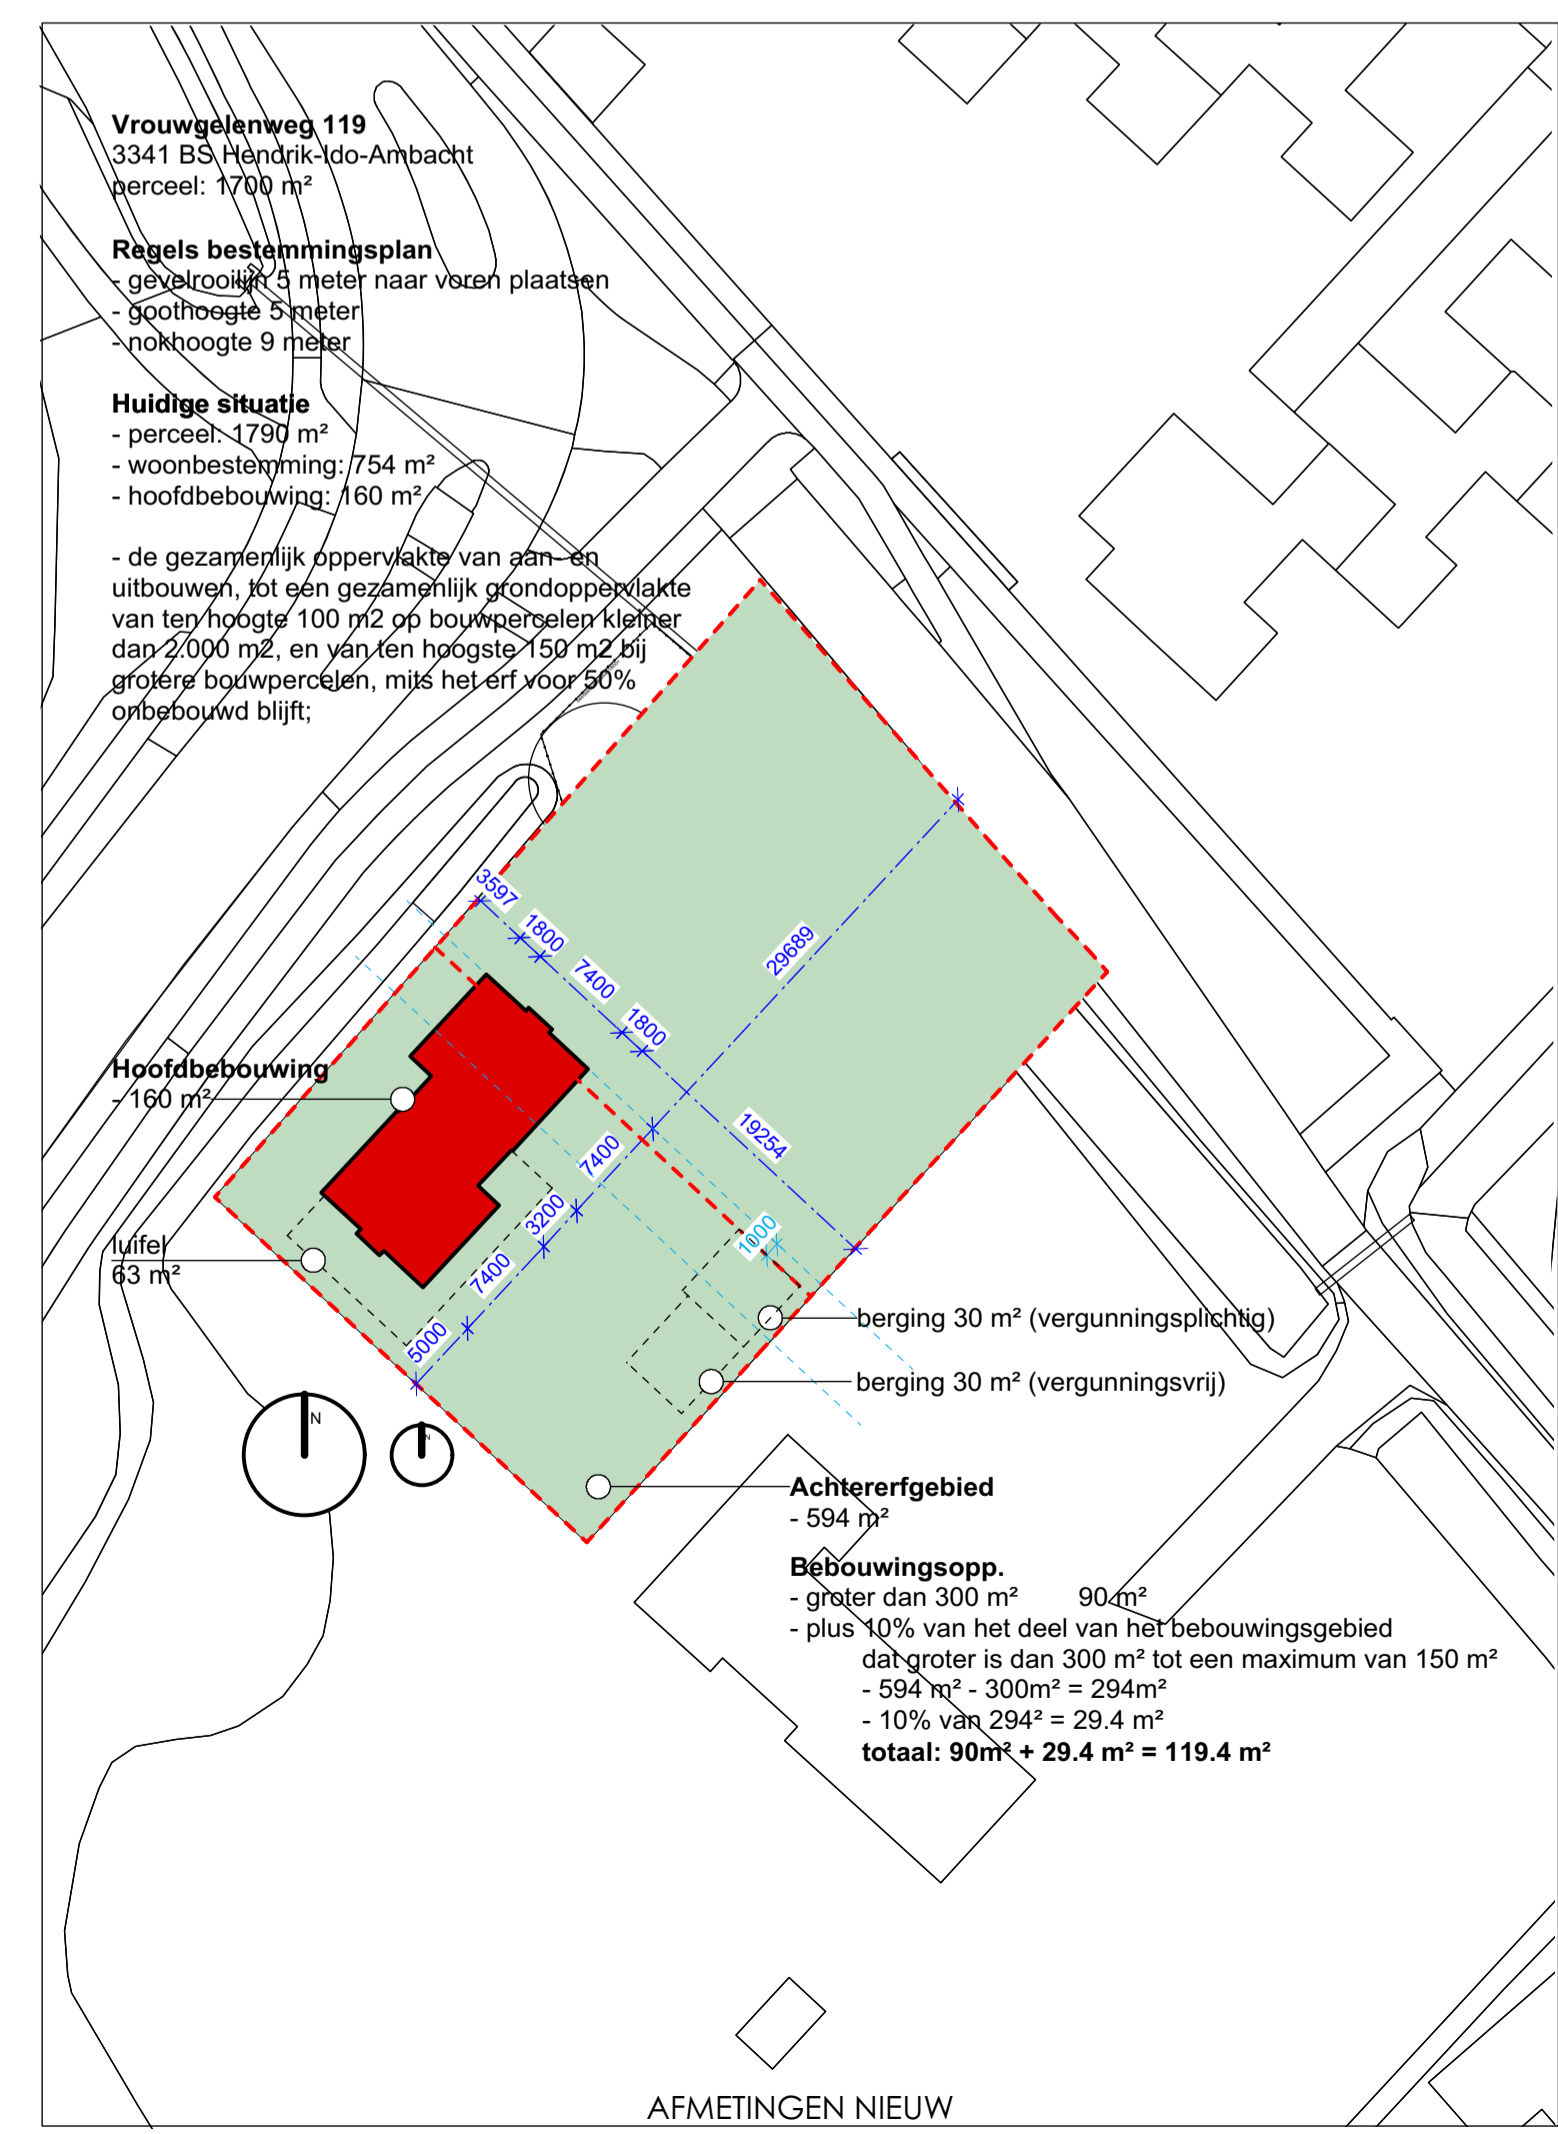 Vrouwgelenweg 119
3341 BS Hendrik-Ido-Ambacht
perceel: 1700 m²
Regels bestemmingsplan
- gevelrooilijn 5 meter naar voren plaatsen
- goothoogte 5 meter
- nokhoogte 9 meter
Huidige situatie
- perceel: 1790 m²
- woonbestemming: 754 m²
- hoofdbebouwing: 160 m²
- de gezamenlijk oppervlakte van aan- en
uitbouwen, tot een gezamenlijk grondoppervlakte
van ten hoogte 100 m2 op bouwpercelen kleiner
dan 2.000 m2, en van ten hoogste 150 m2 bij
grotere bouwpercelen, mits het erf voor 50%
onbebouwd blijft;
3597
1800
7400
1800
29689
19254
7400
3200
7400
5000
1000
Hoofdbebouwing
- 160 m²
luifel
63 m²
berging 30 m² (vergunningsplichtig)
berging 30 m² (vergunningsvrij)
N
N
Achtererfgebied
- 594 m²
Bebouwingsopp.
- groter dan 300 m² 90 m²
- plus 10% van het deel van het bebouwingsgebied
dat groter is dan 300 m² tot een maximum van 150 m²
- 594 m² - 300m² = 294m²
- 10% van 294² = 29.4 m²
totaal: 90m² + 29.4 m² = 119.4 m²
AFMETINGEN NIEUW